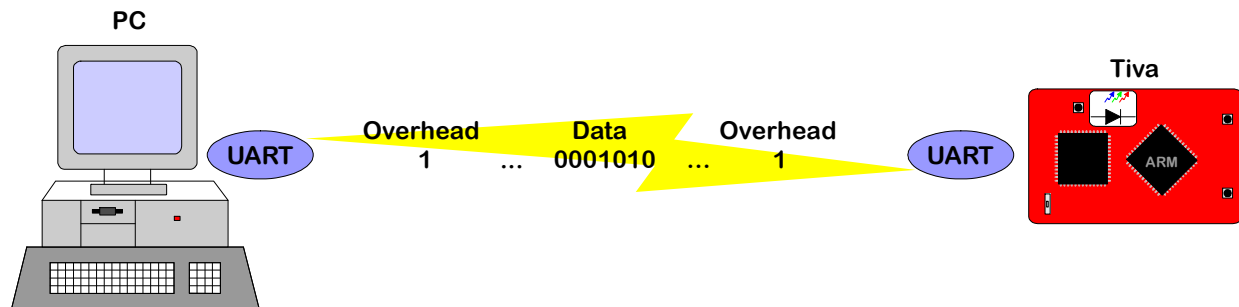 PC
Tiva
Overhead Data Overhead
UART 1 ... 0001010 ... 1 UART
ARM